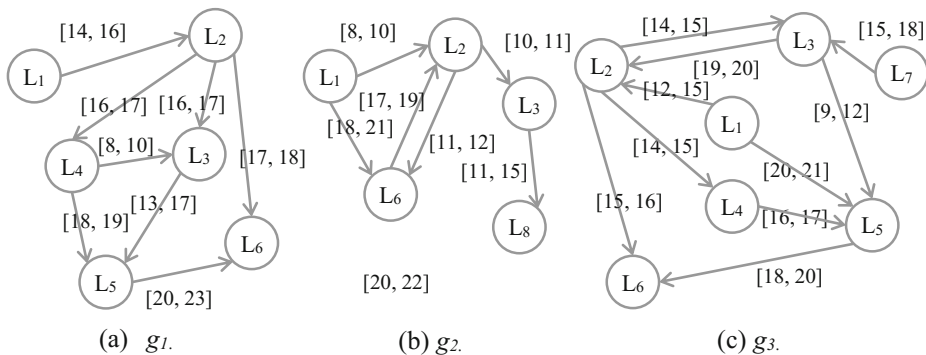 [14, 16]
L1
L2
[16, 17]
[16, 17]
[8, 10]
L4
L3
[17, 18]
[18, 19]
[13, 17]
L6
L5
[20, 23]
(a) g1.
[8, 10]
L2
[10, 11]
L1
L3
[17, 19]
[18, 21]
[11, 12]
[11, 15]
L6
L8
[20, 22]
(b) g2.
[14, 15]
L3
[15, 18]
L2
[19, 20]
L7
[12, 15]
L1
[9, 12]
[14, 15]
[20, 21]
[15, 16]
L4
[16, 17]
L5
L6
[18, 20]
(c) g3.